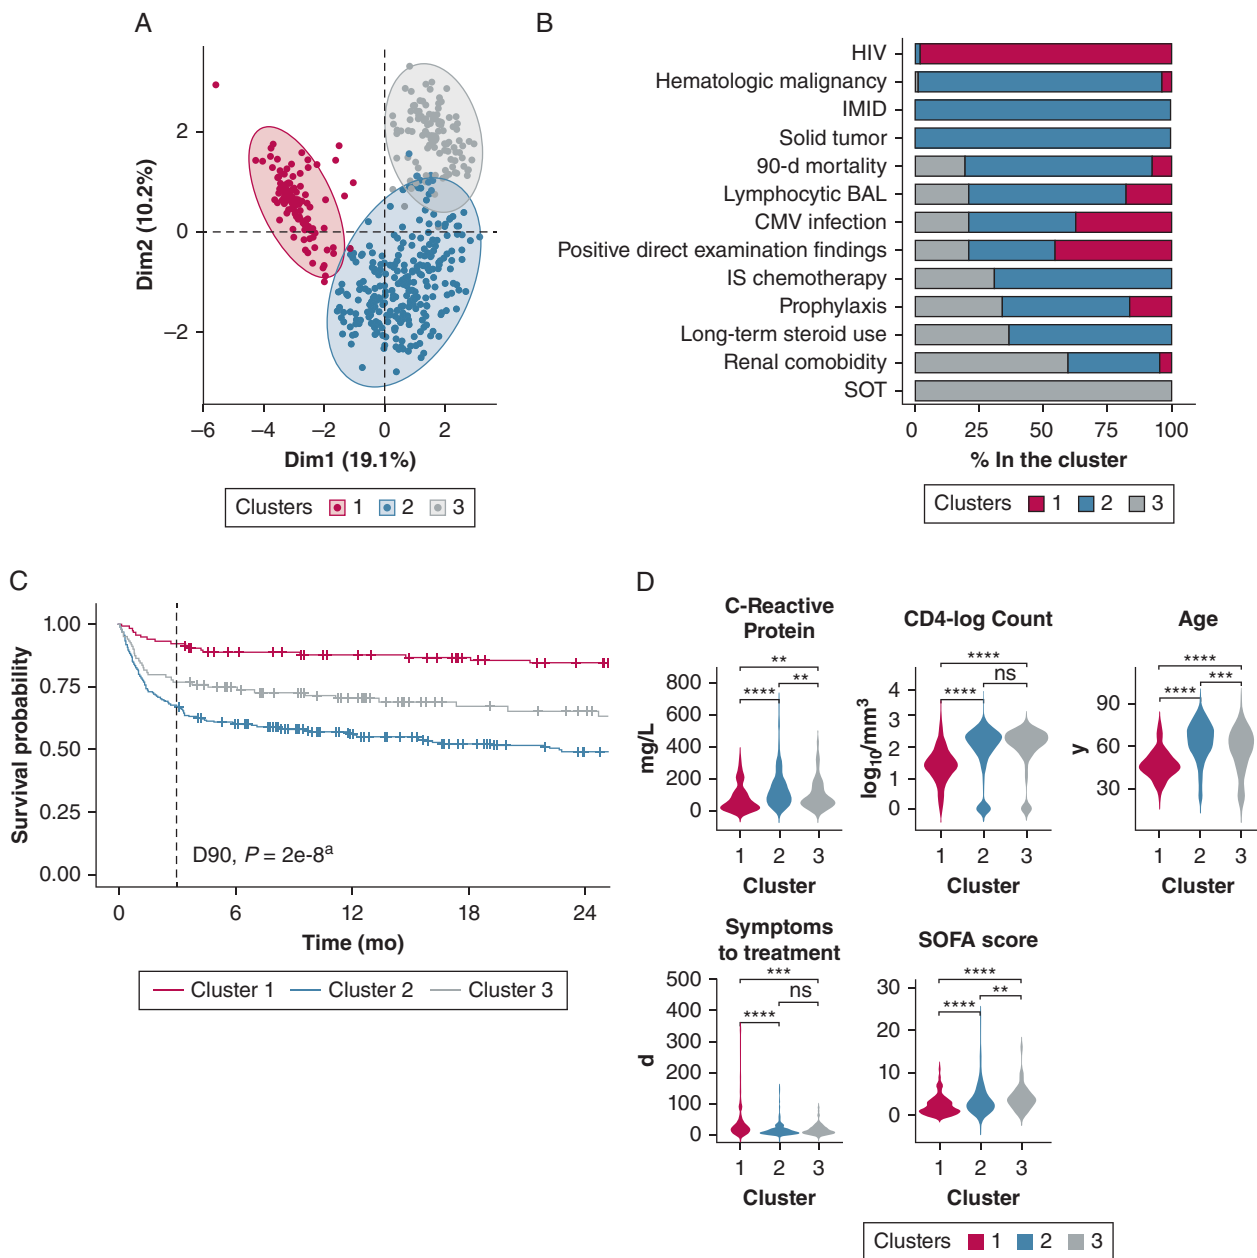 A
Dim2 (10.2%)
2
0
−2
−6 −4 −2 0 2
Dim1 (19.1%)
Clusters 1 2 3
B
HIV
Hematologic malignancy
IMID
Solid tumor
90-d mortality
Lymphocytic BAL
CMV infection
Positive direct examination findings
IS chemotherapy
Prophylaxis
Long-term steroid use
Renal comobidity
SOT
0 25 50 75 100
% In the cluster
Clusters 1 2 3
C
Survival probability
1.00
0.75
0.50
0.25
0.00
D90, P = 2e-8a
0 6 12 18 24
Time (mo)
Cluster 1 Cluster 2 Cluster 3
D
C-Reactive
Protein
mg/L
800
600
400
200
0
**
**
****
1 2 3
Cluster
CD4-log Count
log10/mm3
4
3
2
1
0
****
ns
****
1 2 3
Cluster
Age
y
90
60
30
****
***
****
1 2 3
Cluster
Symptoms
to treatment
d
500
400
300
200
100
0
***
ns
****
1 2 3
Cluster
SOFA score
30
20
10
0
****
**
****
1 2 3
Cluster
Clusters 1 2 3